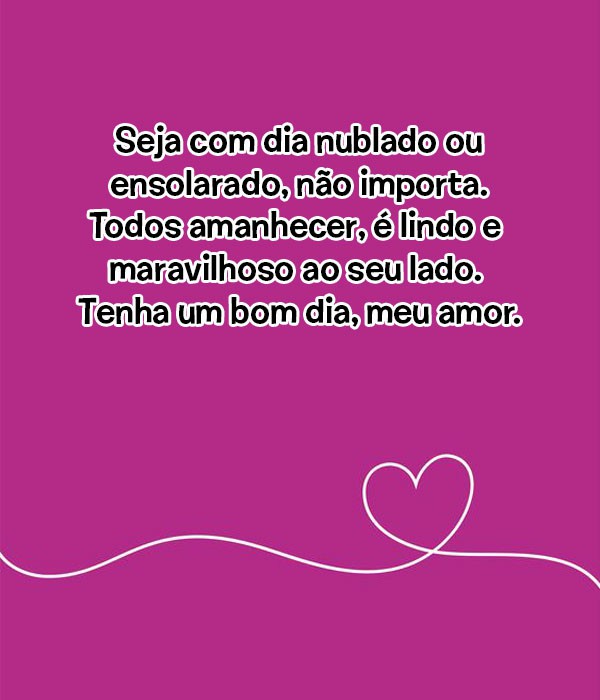 Seja com dia nublado ou
ensolarado, não importa.
Todos amanhecer, é lindo e
maravilhoso ao seu lado.
Tenha um bom dia, meu amor.